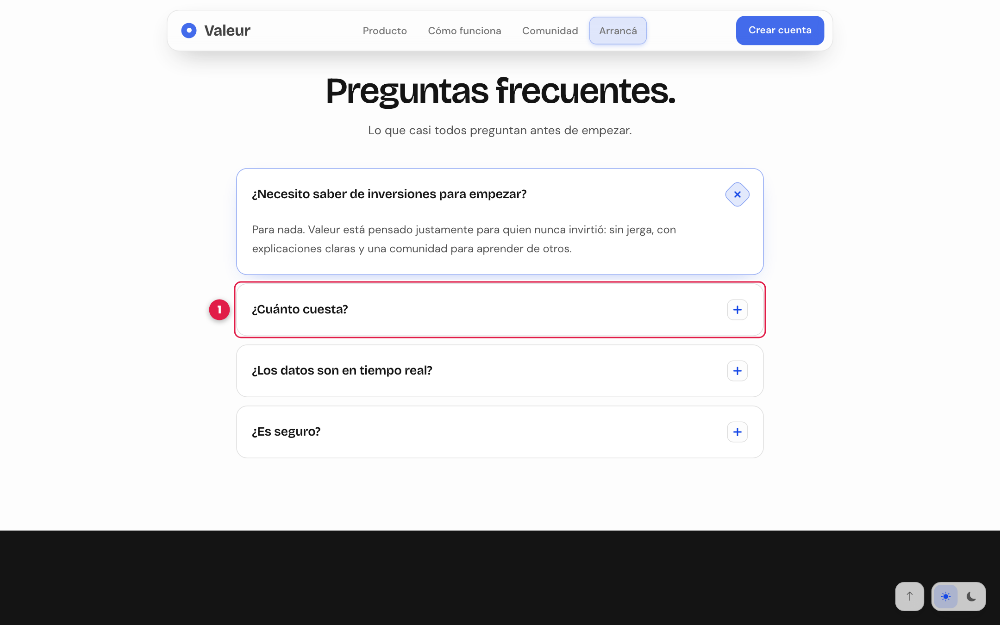 Valeur
Producto
Cómo funciona
Comunidad
Arrancá
Crear cuenta
Preguntas frecuentes.
Lo que casi todos preguntan antes de empezar.
¿Necesito saber de inversiones para empezar?
Para nada. Valeur está pensado justamente para quien nunca invirtió: sin jerga, con
explicaciones claras y una comunidad para aprender de otros.
1
¿Cuánto cuesta?
¿Los datos son en tiempo real?
¿Es seguro?